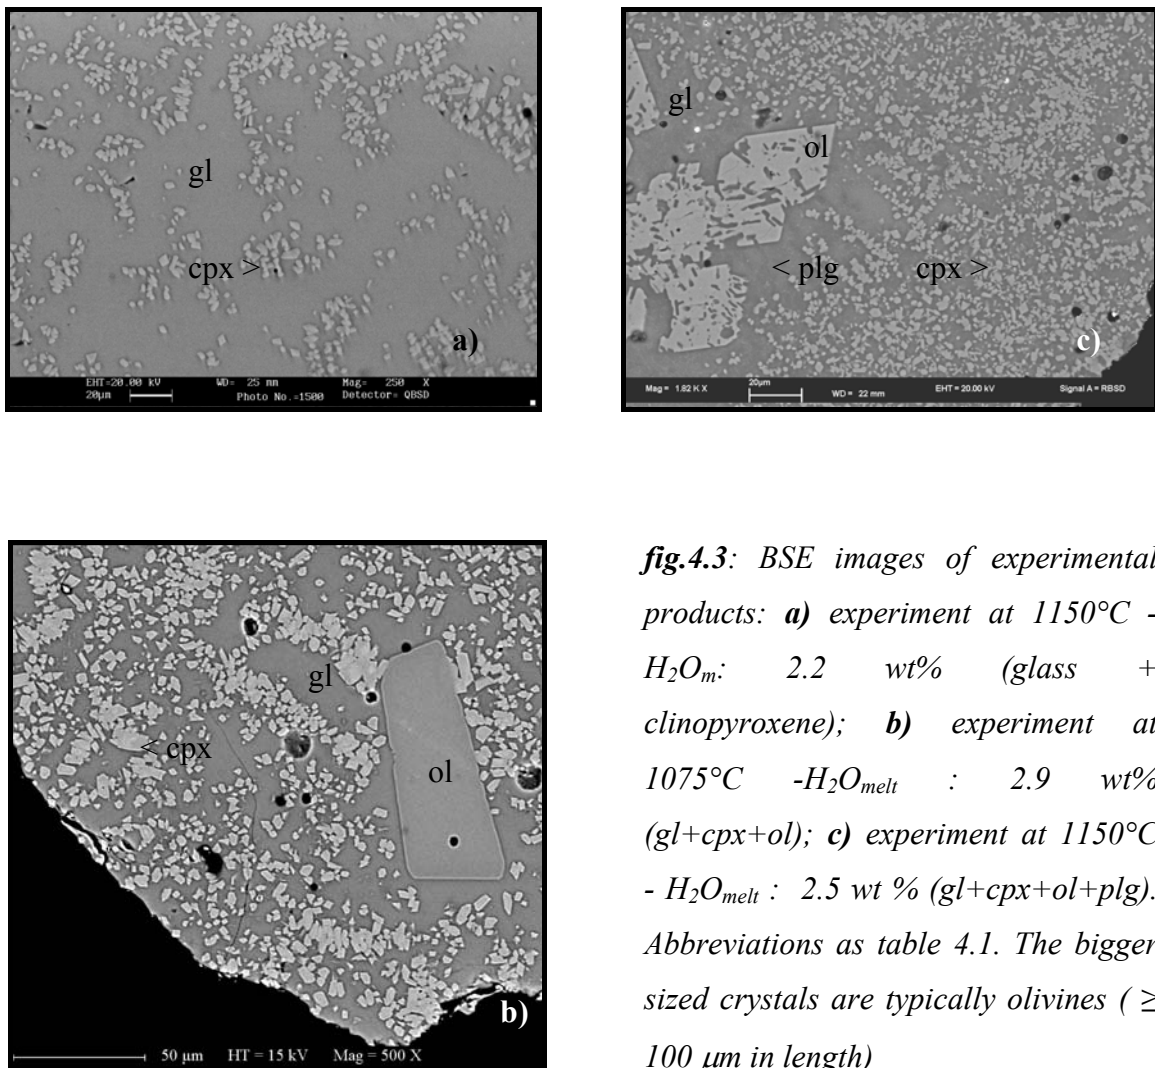 gl
cpx >
a)
EHT=20.00 kV WD= 25 mm Mag= 250 X
20µm Photo No.=1500 Detector= QBSD
gl
ol
< plg cpx >
c)
Mag = 1.82 K X 20µm WD = 22 mm EHT = 20.00 kV Signal A = RBSD
gl
< cpx
ol
b)
50 µm HT = 15 kV Mag = 500 X
fig.4.3: BSE images of experimental
products: a) experiment at 1150°C -
H₂Oₘ: 2.2 wt% (glass +
clinopyroxene); b) experiment at
1075°C -H₂Omelt : 2.9 wt%
(gl+cpx+ol); c) experiment at 1150°C
- H₂Omelt : 2.5 wt % (gl+cpx+ol+plg).
Abbreviations as table 4.1. The bigger
sized crystals are typically olivines ( ≥
100 µm in length)